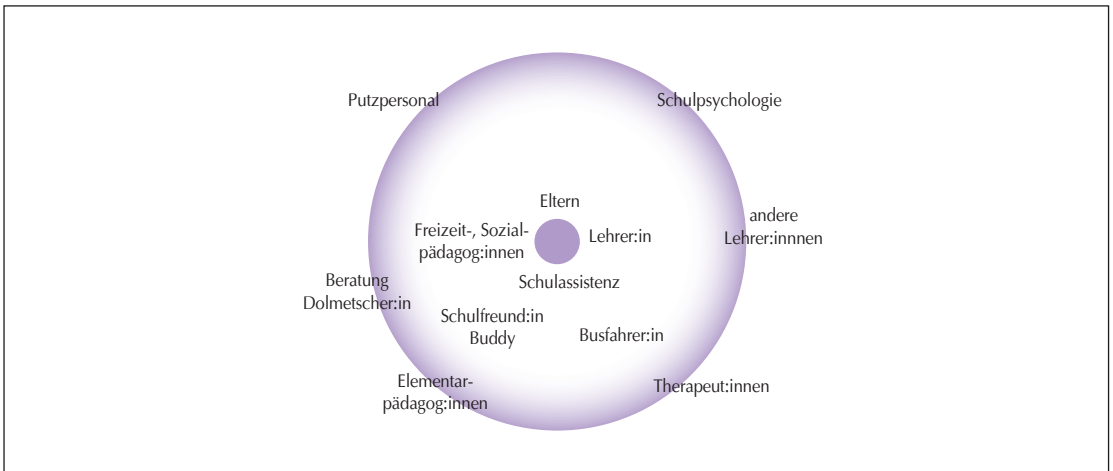 Putzpersonal
Schulpsychologie
Eltern
andere
Lehrer:innnen
Freizeit-, Sozial-
pädagog:innen
Lehrer:in
Schulassistenz
Beratung
Dolmetscher:in
Schulfreund:in
Buddy
Busfahrer:in
Elementar-
pädagog:innen
Therapeut:innen